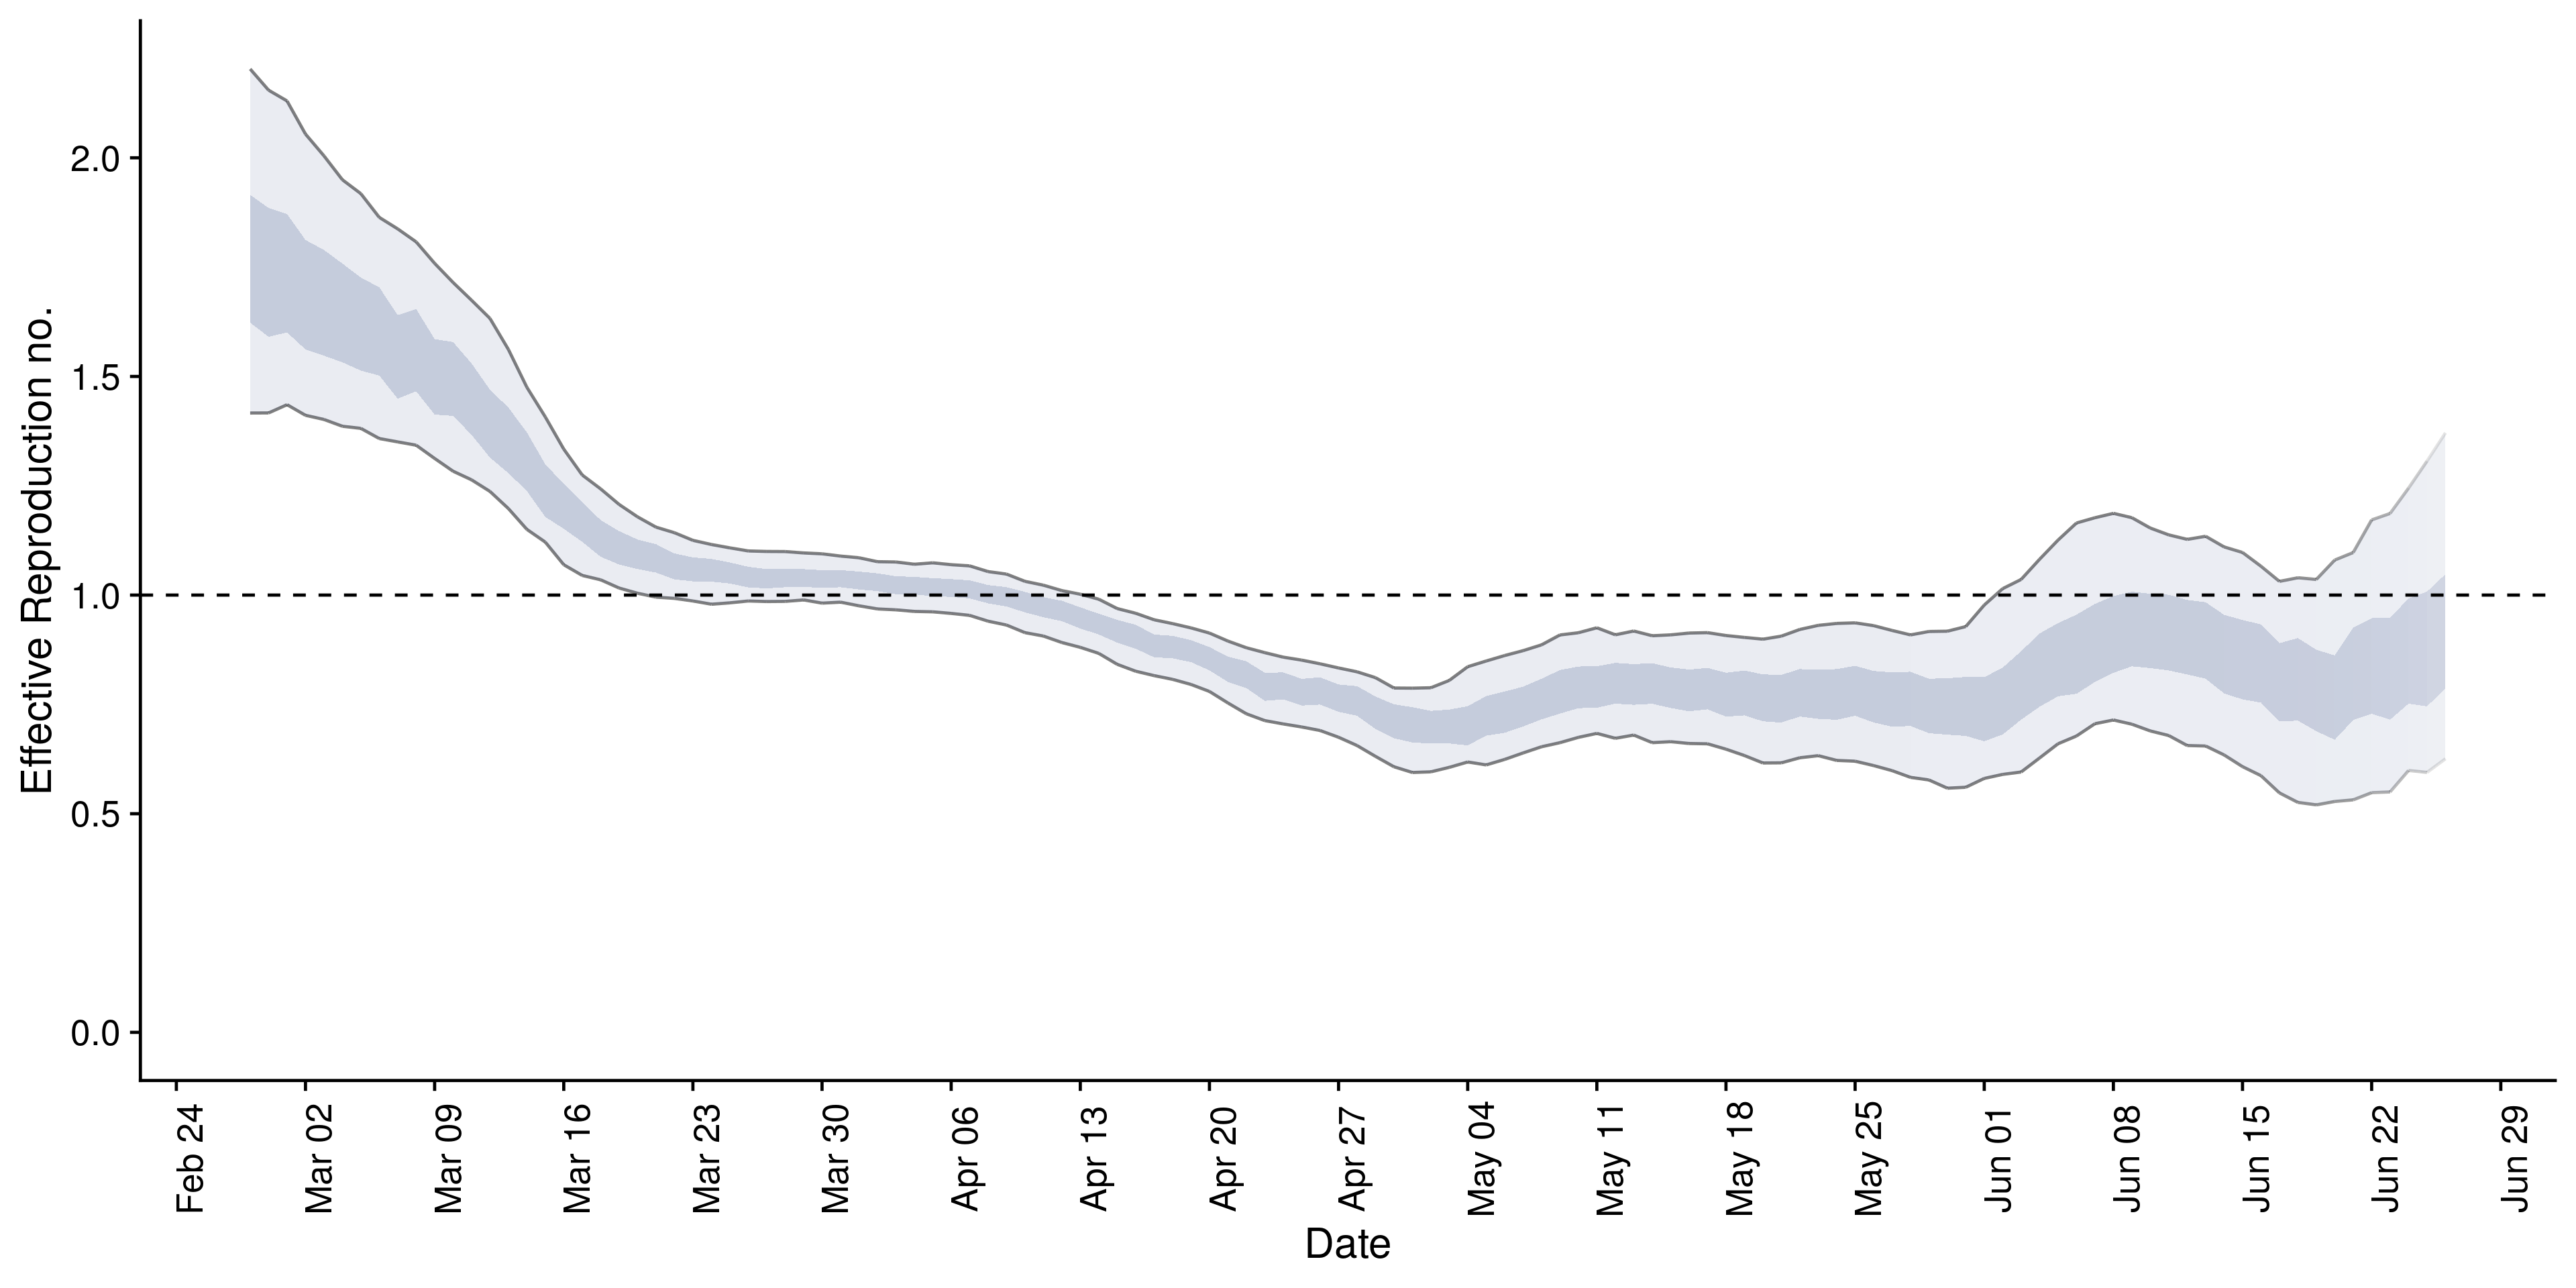 Effective Reproduction no.
2.0
1.5
1.0
0.5
0.0
Feb 24
Mar 02
Mar 09
Mar 16
Mar 23
Mar 30
Apr 06
Apr 13
Apr 20
Apr 27
May 04
May 11
May 18
May 25
Jun 01
Jun 08
Jun 15
Jun 22
Jun 29
Date